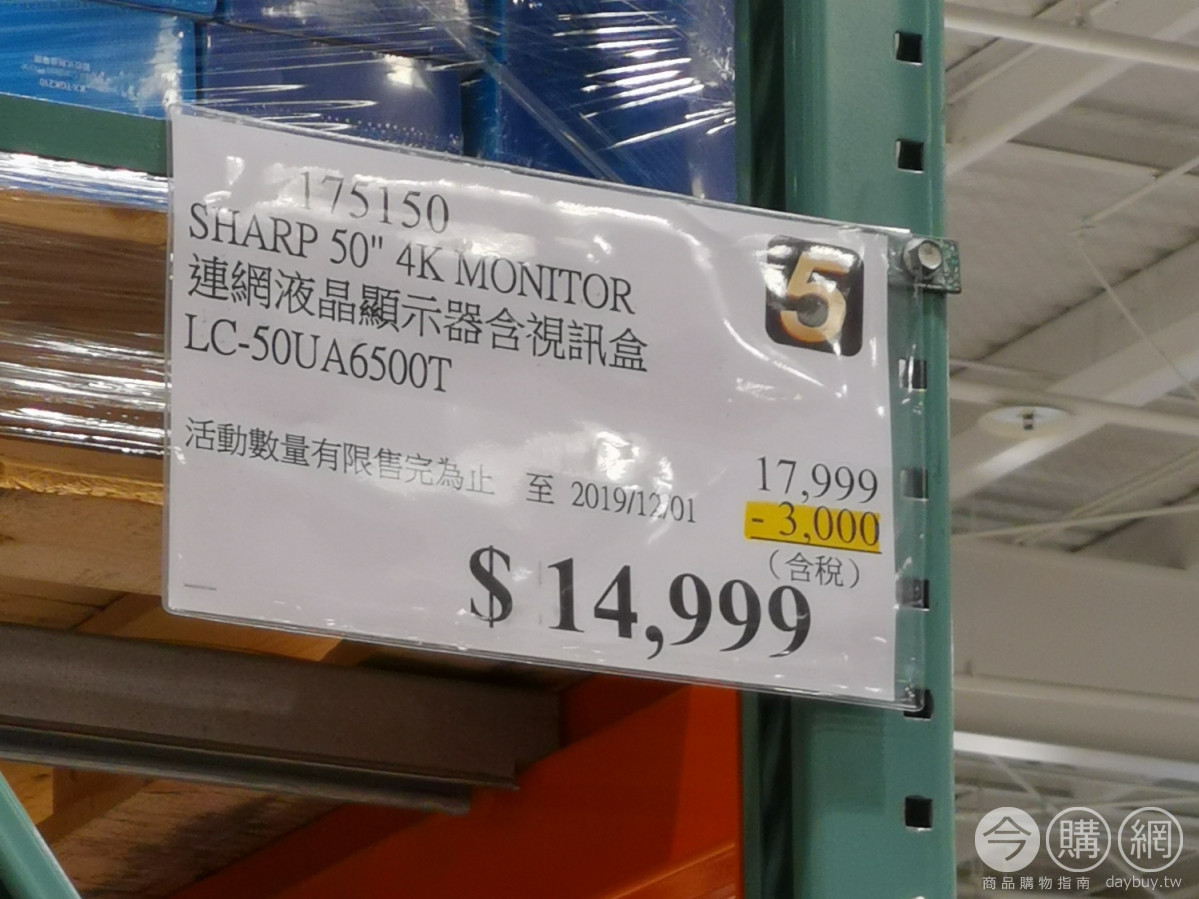 KX-TGK210
175150
SHARP 50" 4K MONITOR
連網液晶顯示器含視訊盒
LC-50UA6500T
5
活動數量有限售完為止 至 2019/12/01
17,999
- 3,000
(含稅)
$ 14,999
今購網
商品購物指南 daybuy.tw